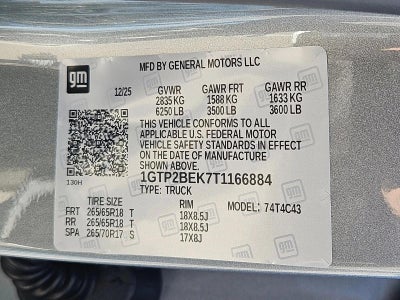 gm
MFD BY GENERAL MOTORS LLC
12/25 GVWR GAWR FRT GAWR RR
2835 KG 1588 KG 1633 KG
6250 LB 3500 LB 3600 LB
THIS VEHICLE CONFORMS TO ALL
APPLICABLE U.S. FEDERAL MOTOR
VEHICLE SAFETY STANDARDS IN EFFECT
ON THE DATE OF MANUFACTURE
SHOWN ABOVE.
130H 1GTP2BEK7T1166884
TYPE: TRUCK
TIRE SIZE RIM MODEL: 74T4C43
FRT 265/65R18 T 18X8.5J
RR 265/65R18 T 18X8.5J
SPA 265/70R17 S 17X8J
gm